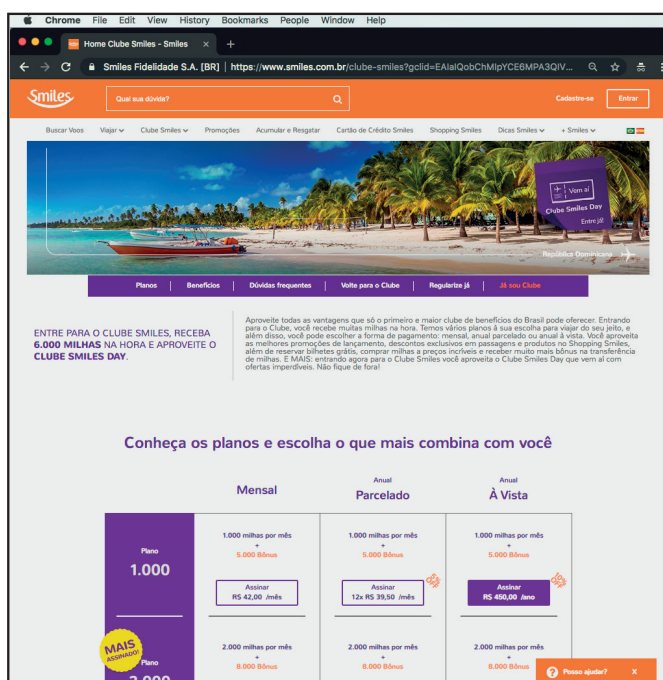 Chrome File Edit View History Bookmarks People Window Help
Home Clube Smiles - Smiles × +
Smiles Fidelidade S.A. [BR] | https://www.smiles.com.br/clube-smiles?gclid=EAIaIQobChMIpYCE6MPA3QIV...
Smiles Qual sua dúvida? Cadastre-se Entrar
Buscar Voos Viajar Clube Smiles Promoções Acumular e Resgatar Cartão de Crédito Smiles Shopping Smiles Dicas Smiles + Smiles
Vem aí
Clube Smiles Day
Entre já!
República Dominicana
Planos | Benefícios | Dúvidas frequentes | Volte para o Clube | Regularize já | Já sou Clube
ENTRE PARA O CLUBE SMILES, RECEBA
6.000 MILHAS NA HORA E APROVEITE O
CLUBE SMILES DAY.
Aproveite todas as vantagens que só o primeiro e maior clube de benefícios do Brasil pode oferecer. Entrando
para o Clube, você recebe muitas milhas na hora. Temos vários planos à sua escolha para viajar do seu jeito, e
além disso, você pode escolher a forma de pagamento: mensal, anual parcelado ou anual à vista. Você aproveita
as melhores promoções de lançamento, descontos exclusivos em passagens e produtos no Shopping Smiles,
além de reservar bilhetes grátis, comprar milhas a preços incríveis e receber muito mais bônus na transferência
de milhas. E MAIS: entrando agora para o Clube Smiles você aproveita o Clube Smiles Day que vem aí com
ofertas imperdíveis. Não fique de fora!
Conheça os planos e escolha o que mais combina com você
Mensal
Anual
Parcelado
Anual
À Vista
Plano
1.000
1.000 milhas por mês
+
5.000 Bônus
Assinar
R$ 42,00 /mês
1.000 milhas por mês
+
5.000 Bônus
5% OFF
Assinar
12x R$ 39,50 /mês
1.000 milhas por mês
+
5.000 Bônus
10% OFF
Assinar
R$ 450,00 /ano
MAIS
ASSINADO!
Plano
2.000
2.000 milhas por mês
+
8.000 Bônus
2.000 milhas por mês
+
8.000 Bônus
2.000 milhas por mês
+
8.000 Bônus
? Posso ajudar? X